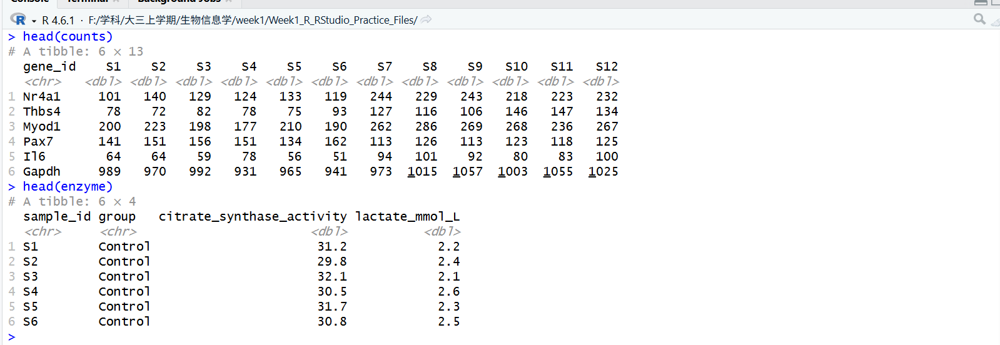 Console Terminal × Background Jobs ×
R 4.6.1 · F:/学科/大三上学期/生物信息学/week1/Week1_R_RStudio_Practice_Files/
> head(counts)
# A tibble: 6 × 13
gene_id S1 S2 S3 S4 S5 S6 S7 S8 S9 S10 S11 S12
<chr> <dbl> <dbl> <dbl> <dbl> <dbl> <dbl> <dbl> <dbl> <dbl> <dbl> <dbl> <dbl>
1 Nr4a1 101 140 129 124 133 119 244 229 243 218 223 232
2 Thbs4 78 72 82 78 75 93 127 116 106 146 147 134
3 Myod1 200 223 198 177 210 190 262 286 269 268 236 267
4 Pax7 141 151 156 151 134 162 113 126 113 123 118 125
5 Il6 64 64 59 78 56 51 94 101 92 80 83 100
6 Gapdh 989 970 992 931 965 941 973 1015 1057 1003 1055 1025
> head(enzyme)
# A tibble: 6 × 4
sample_id group citrate_synthase_activity lactate_mmol_L
<chr> <chr> <dbl> <dbl>
1 S1 Control 31.2 2.2
2 S2 Control 29.8 2.4
3 S3 Control 32.1 2.1
4 S4 Control 30.5 2.6
5 S5 Control 31.7 2.3
6 S6 Control 30.8 2.5
>